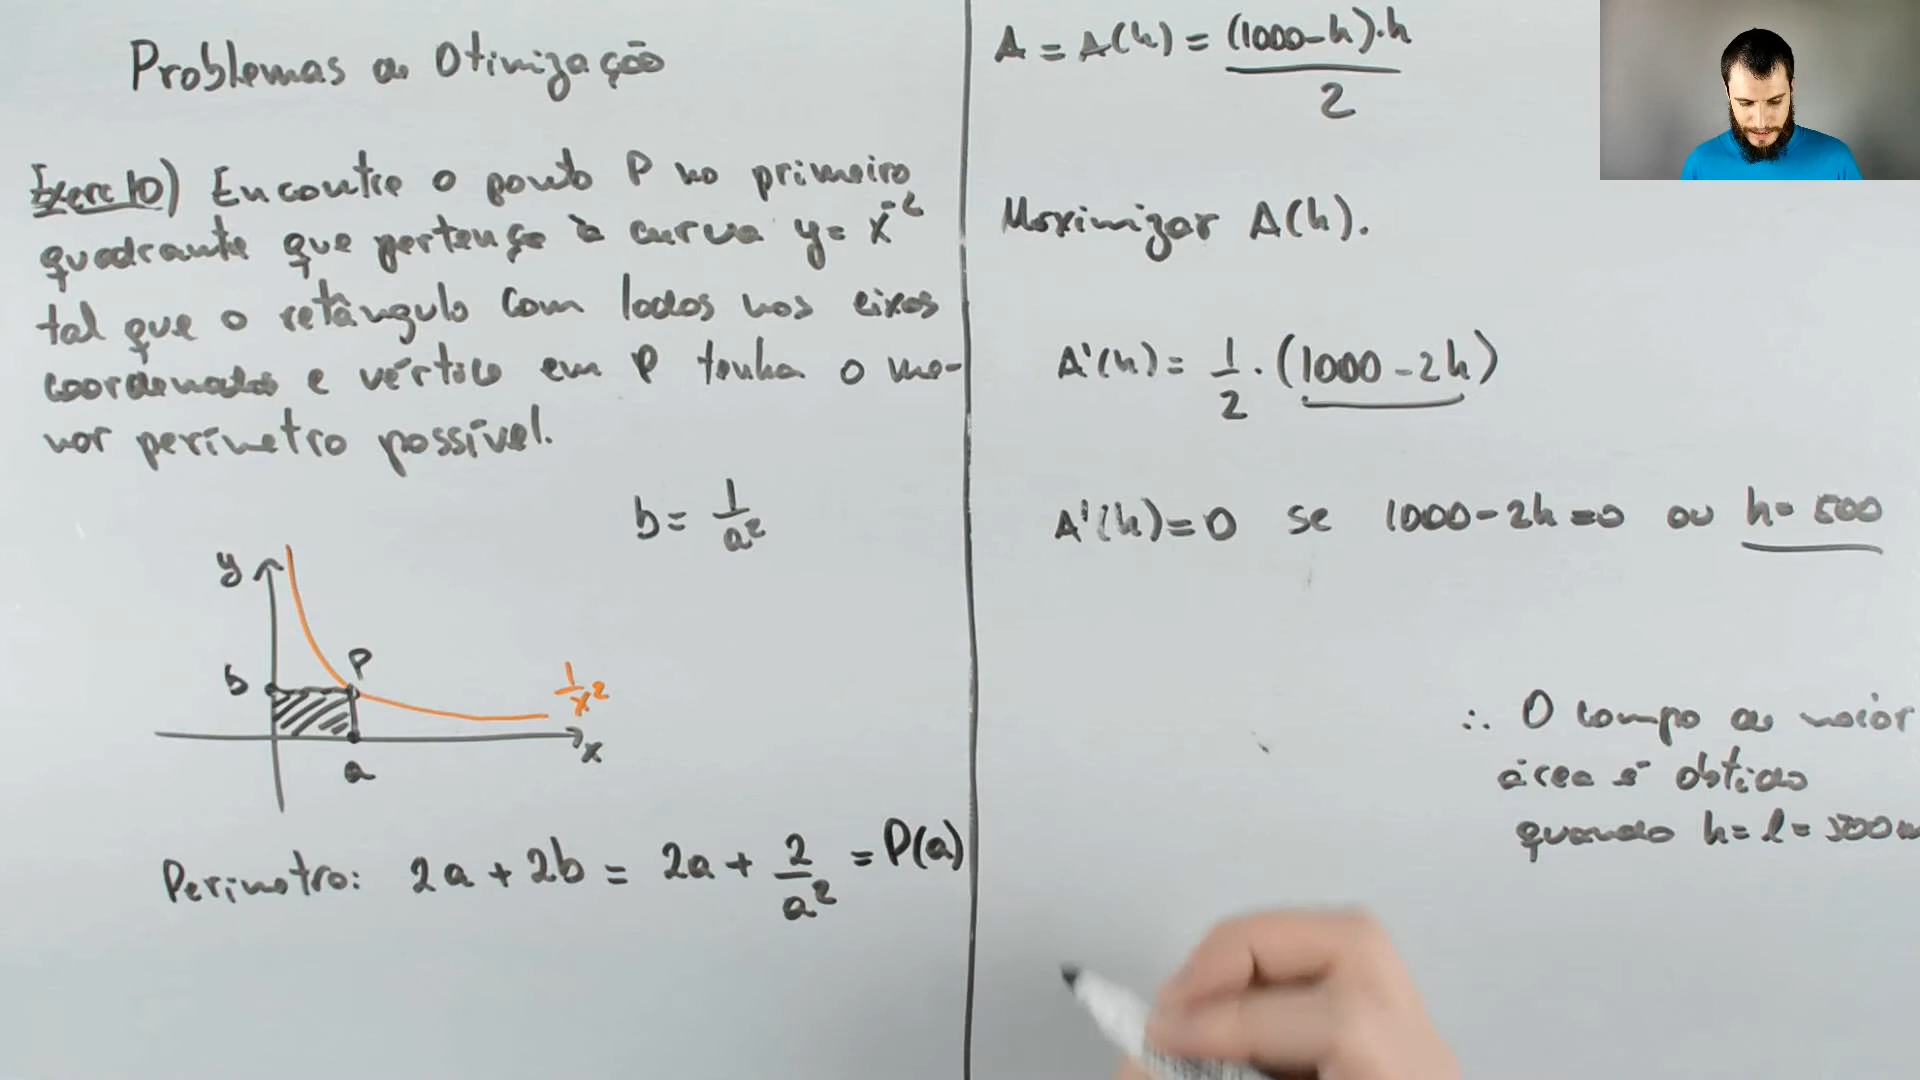 Problemas de Otimização
Exerc 10) Encontre o ponto P no primeiro
quadrante que pertença à curva y = x⁻²
tal que o retângulo com lados nos eixos
coordenados e vértice em P tenha o me-
nor perímetro possível.
b = 1/a²
y
b
P
1/x²
x
a
Perímetro: 2a + 2b = 2a + 2/a² = P(a)
A = A(h) = (1000-h)·h / 2
Maximizar A(h).
A'(h) = 1/2 · (1000 - 2h)
A'(h) = 0 se 1000 - 2h = 0 ou h = 500
∴ O campo de maior
área é obtido
quando h = l = 500m